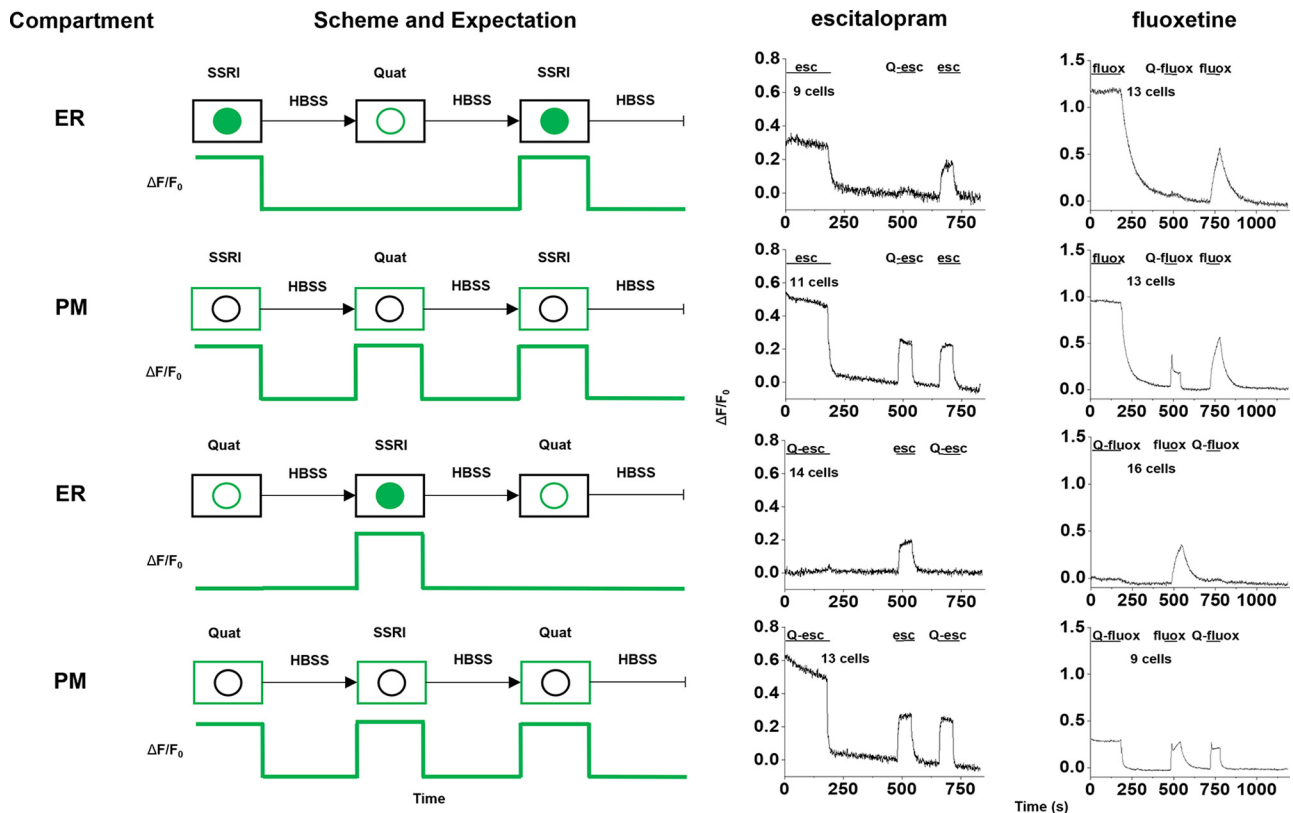 Compartment Scheme and Expectation escitalopram fluoxetine
ER
SSRI Quat SSRI
HBSS HBSS HBSS
ΔF/F0
PM
SSRI Quat SSRI
HBSS HBSS HBSS
ΔF/F0
ER
Quat SSRI Quat
HBSS HBSS HBSS
ΔF/F0
PM
Quat SSRI Quat
HBSS HBSS HBSS
ΔF/F0
Time
ΔF/F0
0.8
esc Q-esc esc
9 cells
0.6
0.4
0.2
0.0
0 250 500 750
0.8
esc Q-esc esc
11 cells
0.6
0.4
0.2
0.0
0 250 500 750
0.8
Q-esc esc Q-esc
14 cells
0.6
0.4
0.2
0.0
0 250 500 750
0.8
Q-esc esc Q-esc
13 cells
0.6
0.4
0.2
0.0
0 250 500 750
1.5
fluox Q-fluox fluox
13 cells
1.0
0.5
0.0
0 250 500 750 1000
1.5
fluox Q-fluox fluox
13 cells
1.0
0.5
0.0
0 250 500 750 1000
1.5
Q-fluox fluox Q-fluox
16 cells
1.0
0.5
0.0
0 250 500 750 1000
1.5
Q-fluox fluox Q-fluox
9 cells
1.0
0.5
0.0
0 250 500 750 1000
Time (s)